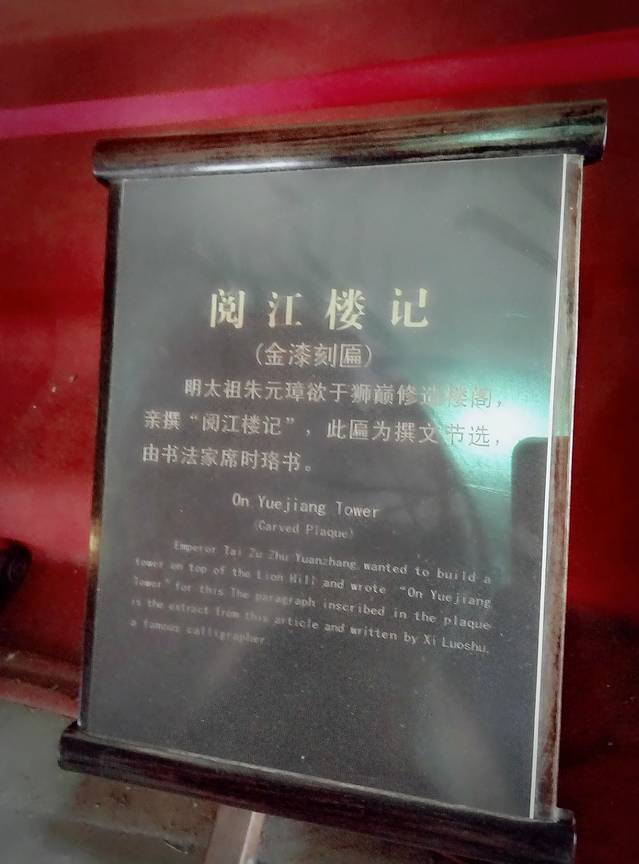 阅江楼记
（金漆刻匾）
明太祖朱元璋欲于狮巅修造楼阁，
亲撰“阅江楼记”，此匾为撰文节选，
由书法家席时珞书。
On Yuejiang Tower
(Carved Plaque)
Emperor Tai Zu Zhu Yuanzhang wanted to build a
tower on top of the Lion Hill and wrote “On Yuejiang
Tower” for this The paragraph inscribed in the plaque
is the extract from this article and written by Xi Luoshu,
a famous calligrapher